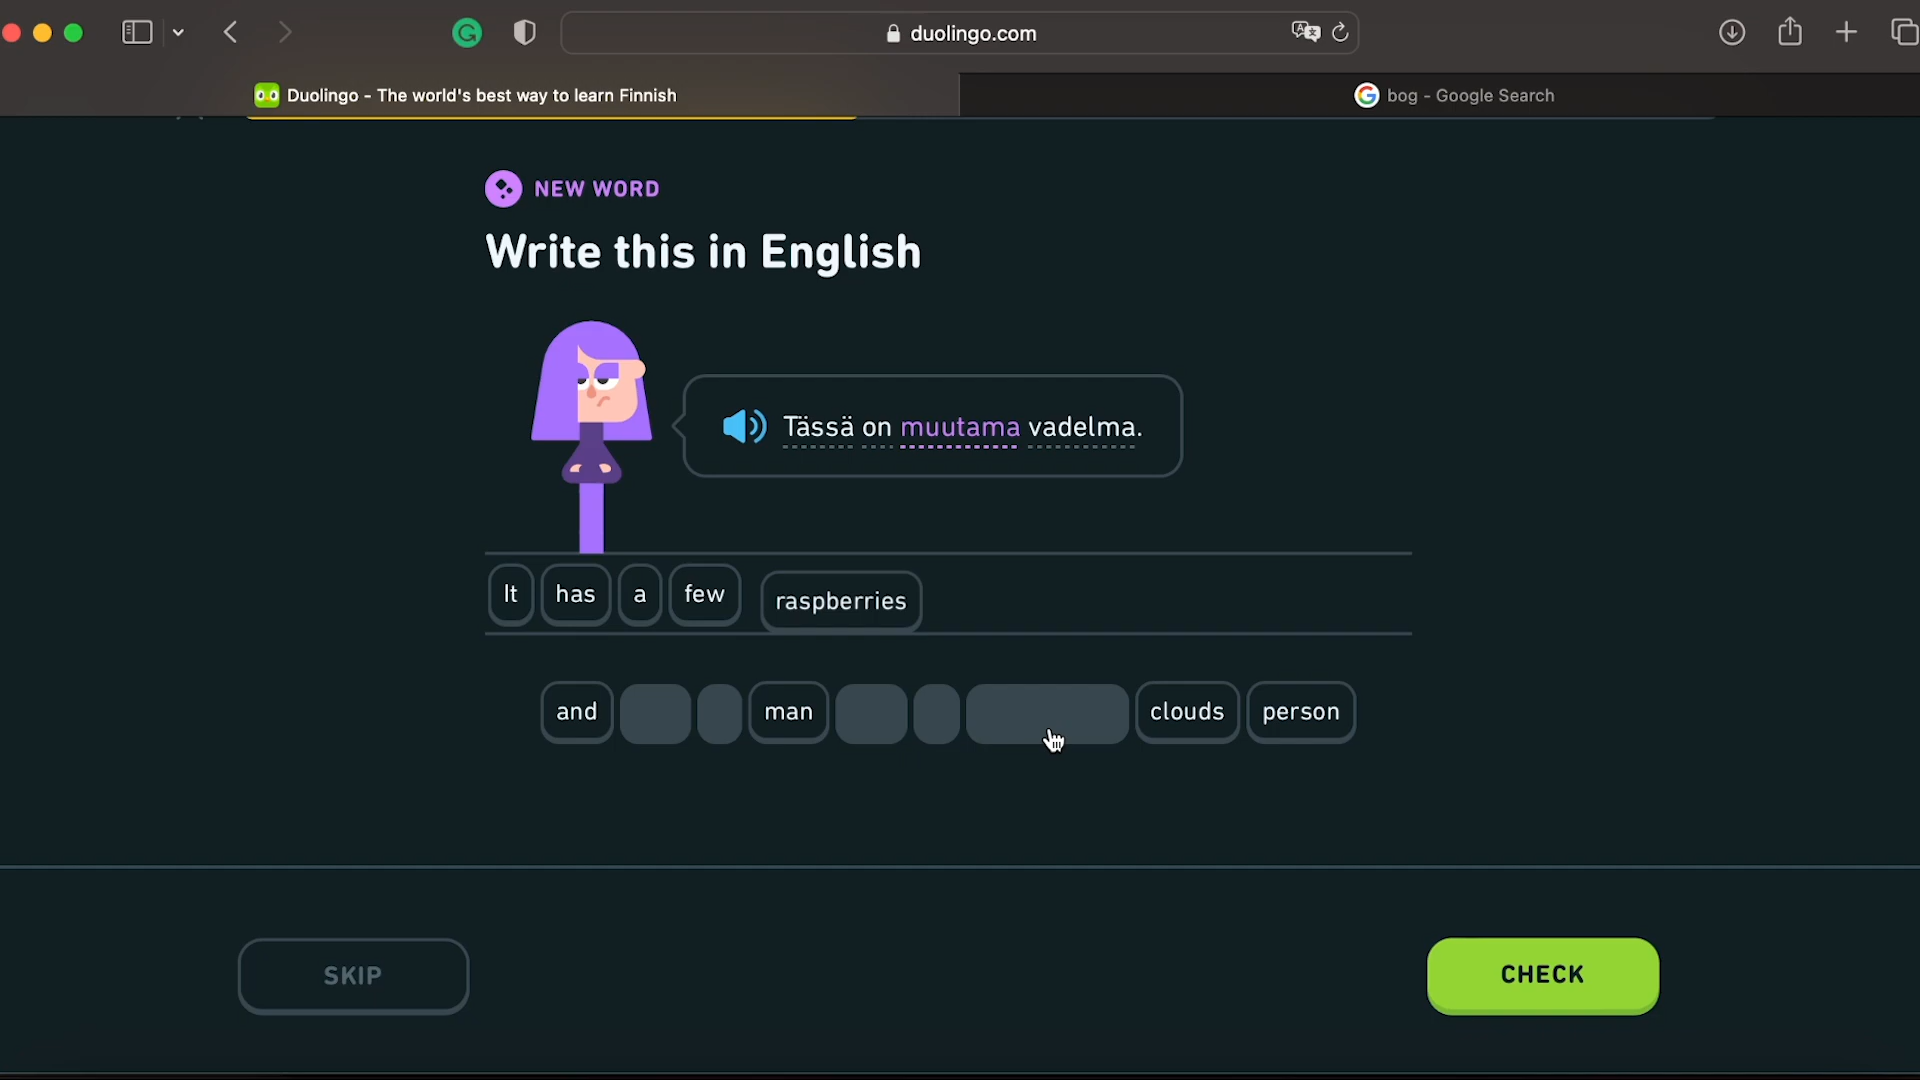 duolingo.com
Duolingo - The world's best way to learn Finnish
bog - Google Search
NEW WORD
Write this in English
Tässä on muutama vadelma.
It has a few raspberries
and man clouds person
SKIP
CHECK